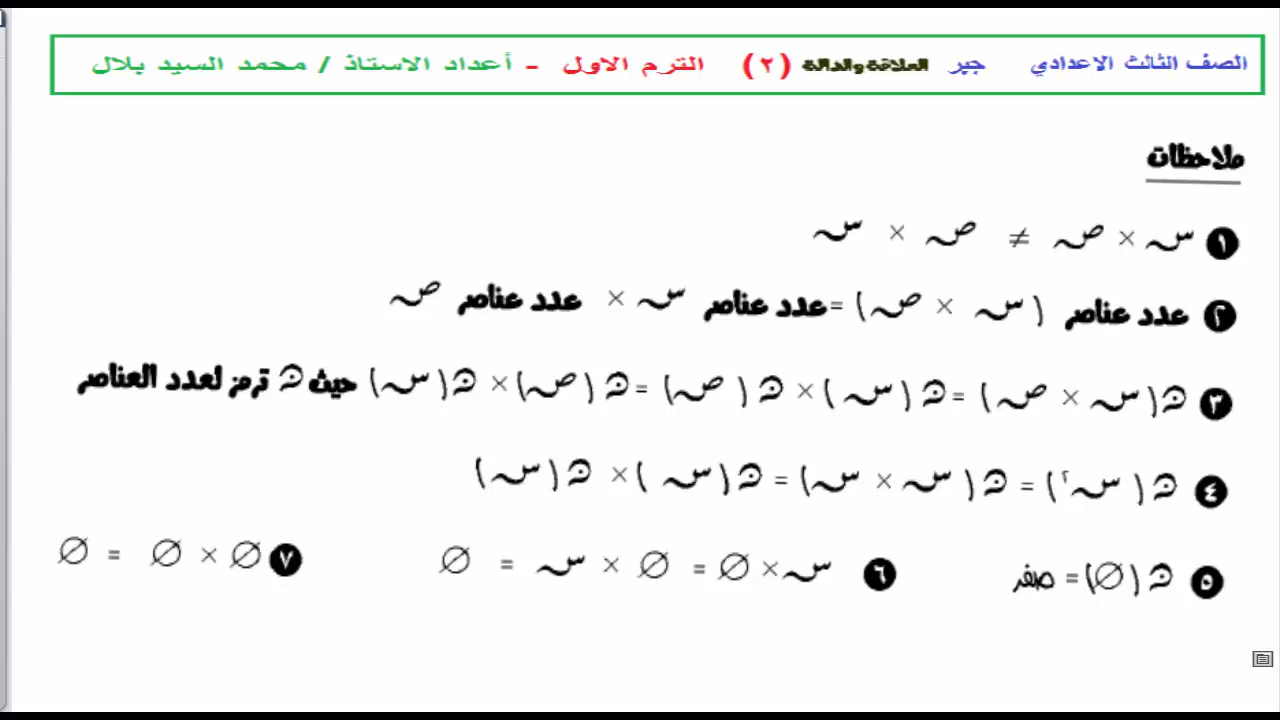 الصف الثالث الاعدادي جبر العلاقة والدالة (٢) الترم الاول - أعداد الاستاذ / محمد السيد بلال
ملاحظات
١ س × ص ≠ ص × س
٢ عدد عناصر ( س × ص ) = عدد عناصر س × عدد عناصر ص
٣ ن( س × ص ) = ن ( س ) × ن ( ص ) = ن ( ص ) × ن ( س ) حيث ن ترمز لعدد العناصر
٤ ن ( س٢ ) = ن ( س × س ) = ن ( س ) × ن ( س )
٥ ن ( ∅ ) = صفر ٦ س × ∅ = ∅ × س = ∅ ٧ ∅ × ∅ = ∅